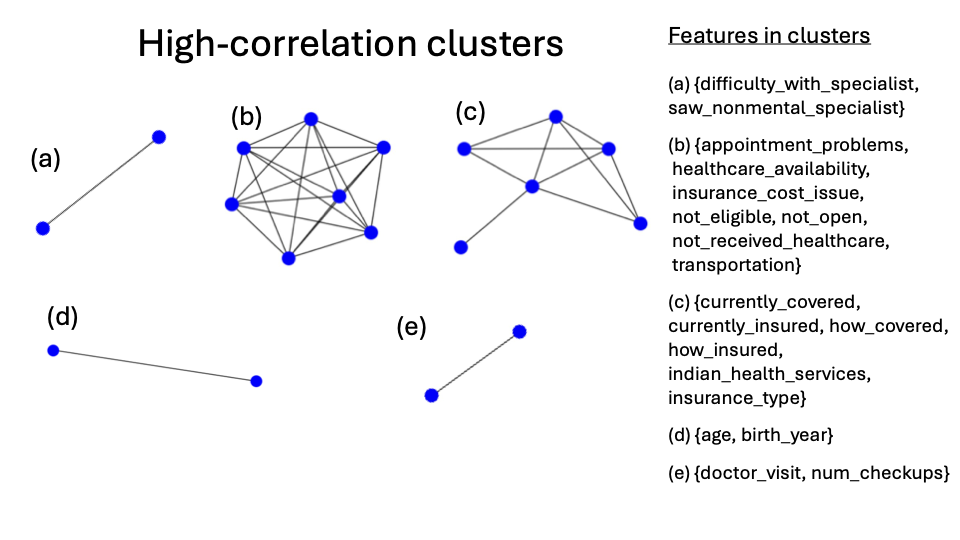 High-correlation clusters
(a)
(b)
(c)
(d)
(e)
Features in clusters
(a) {difficulty_with_specialist,
saw_nonmental_specialist}
(b) {appointment_problems,
healthcare_availability,
insurance_cost_issue,
not_eligible, not_open,
not_received_healthcare,
transportation}
(c) {currently_covered,
currently_insured, how_covered,
how_insured,
indian_health_services,
insurance_type}
(d) {age, birth_year}
(e) {doctor_visit, num_checkups}